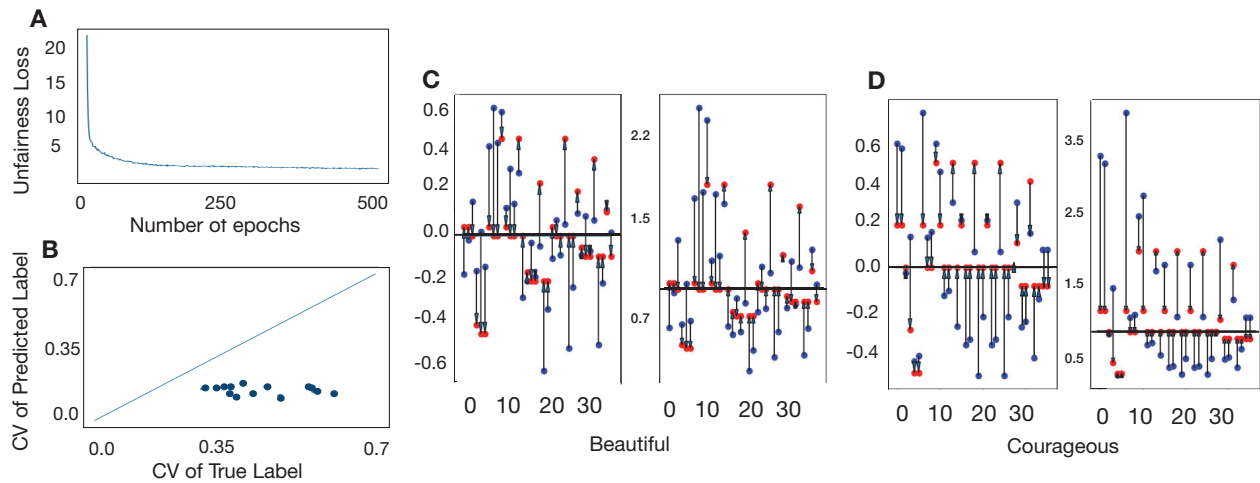 A
Unfairness Loss
20
15
10
5
0 250 500
Number of epochs
B
CV of Predicted Label
0.7
0.35
0.0
0.0 0.35 0.7
CV of True Label
C
0.6
0.4
0.2
0.0
-0.2
-0.4
-0.6
0 10 20 30
2.2
1.5
0.7
0 10 20 30
Beautiful
D
0.6
0.4
0.2
0.0
-0.2
-0.4
0 10 20 30
3.5
2.5
1.5
0.5
0 10 20 30
Courageous